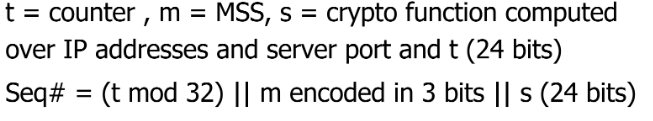 t = counter , m = MSS, s = crypto function computed
over IP addresses and server port and t (24 bits)
Seq# = (t mod 32) || m encoded in 3 bits || s (24 bits)